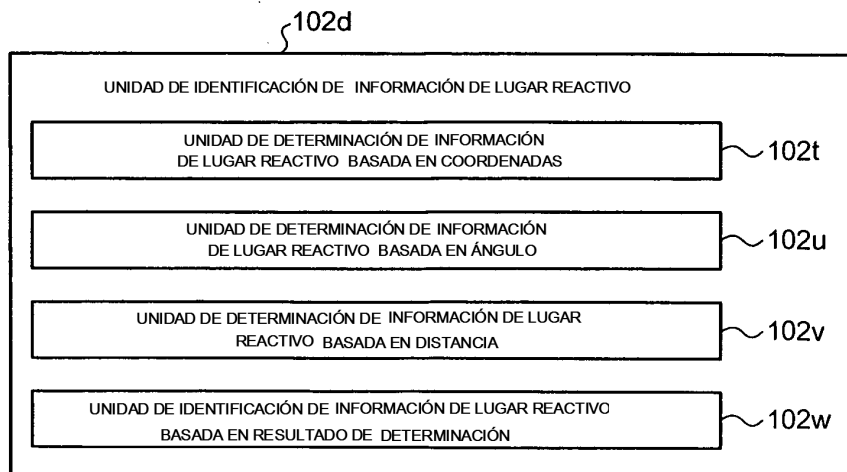 102d
UNIDAD DE IDENTIFICACIÓN DE INFORMACIÓN DE LUGAR REACTIVO
UNIDAD DE DETERMINACIÓN DE INFORMACIÓN
DE LUGAR REACTIVO BASADA EN COORDENADAS
102t
UNIDAD DE DETERMINACIÓN DE INFORMACIÓN
DE LUGAR REACTIVO BASADA EN ÁNGULO
102u
UNIDAD DE DETERMINACIÓN DE INFORMACIÓN DE LUGAR
REACTIVO BASADA EN DISTANCIA
102v
UNIDAD DE IDENTIFICACIÓN DE INFORMACIÓN DE LUGAR REACTIVO
BASADA EN RESULTADO DE DETERMINACIÓN
102w